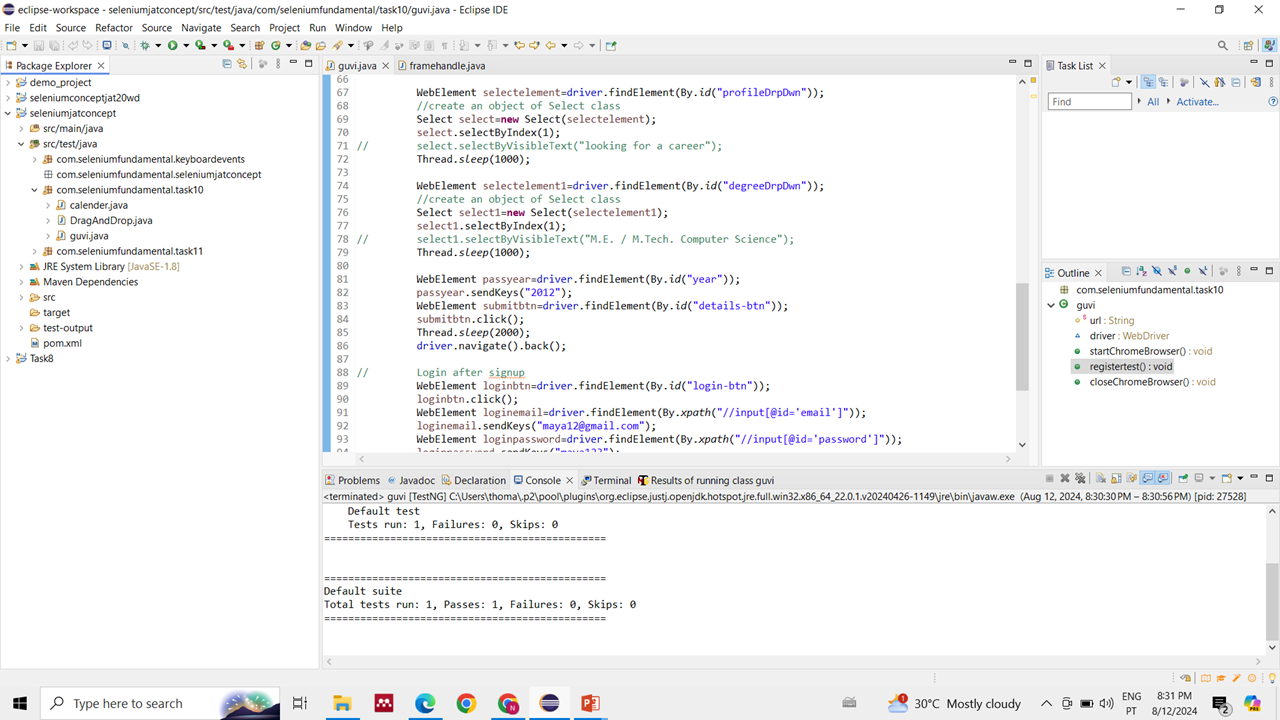 eclipse-workspace - seleniumjatconcept/src/test/java/com/seleniumfundamental/task10/guvi.java - Eclipse IDE
File Edit Source Refactor Source Navigate Search Project Run Window Help
Package Explorer
demo_project
seleniumconceptjat20wd
seleniumjatconcept
src/main/java
src/test/java
com.seleniumfundamental.keyboardevents
com.seleniumfundamental.seleniumjatconcept
com.seleniumfundamental.task10
calender.java
DragAndDrop.java
guvi.java
com.seleniumfundamental.task11
JRE System Library [JavaSE-1.8]
Maven Dependencies
src
target
test-output
pom.xml
Task8
guvi.java framehandle.java
66
67 WebElement selectelement=driver.findElement(By.id("profileDrpDwn"));
68 //create an object of Select class
69 Select select=new Select(selectelement);
70 select.selectByIndex(1);
71 // select.selectByVisibleText("looking for a career");
72 Thread.sleep(1000);
73
74 WebElement selectelement1=driver.findElement(By.id("degreeDrpDwn"));
75 //create an object of Select class
76 Select select1=new Select(selectelement1);
77 select1.selectByIndex(1);
78 // select1.selectByVisibleText("M.E. / M.Tech. Computer Science");
79 Thread.sleep(1000);
80
81 WebElement passyear=driver.findElement(By.id("year"));
82 passyear.sendKeys("2012");
83 WebElement submitbtn=driver.findElement(By.id("details-btn"));
84 submitbtn.click();
85 Thread.sleep(2000);
86 driver.navigate().back();
87
88 // Login after signup
89 WebElement loginbtn=driver.findElement(By.id("login-btn"));
90 loginbtn.click();
91 WebElement loginemail=driver.findElement(By.xpath("//input[@id='email']"));
92 loginemail.sendKeys("maya12@gmail.com");
93 WebElement loginpassword=driver.findElement(By.xpath("//input[@id='password']"));
Task List
Find All Activate...
Outline
com.seleniumfundamental.task10
guvi
url : String
driver : WebDriver
startChromeBrowser() : void
registertest() : void
closeChromeBrowser() : void
Problems Javadoc Declaration Console Terminal Results of running class guvi
<terminated> guvi [TestNG] C:\Users\thoma\.p2\pool\plugins\org.eclipse.justj.openjdk.hotspot.jre.full.win32.x86_64_22.0.1.v20240426-1149\jre\bin\javaw.exe (Aug 12, 2024, 8:30:30 PM – 8:30:56 PM) [pid: 27528]
Default test
Tests run: 1, Failures: 0, Skips: 0
===============================================
===============================================
Default suite
Total tests run: 1, Passes: 1, Failures: 0, Skips: 0
===============================================
Type here to search
30°C Mostly cloudy
ENG
PT
8:31 PM
8/12/2024
2